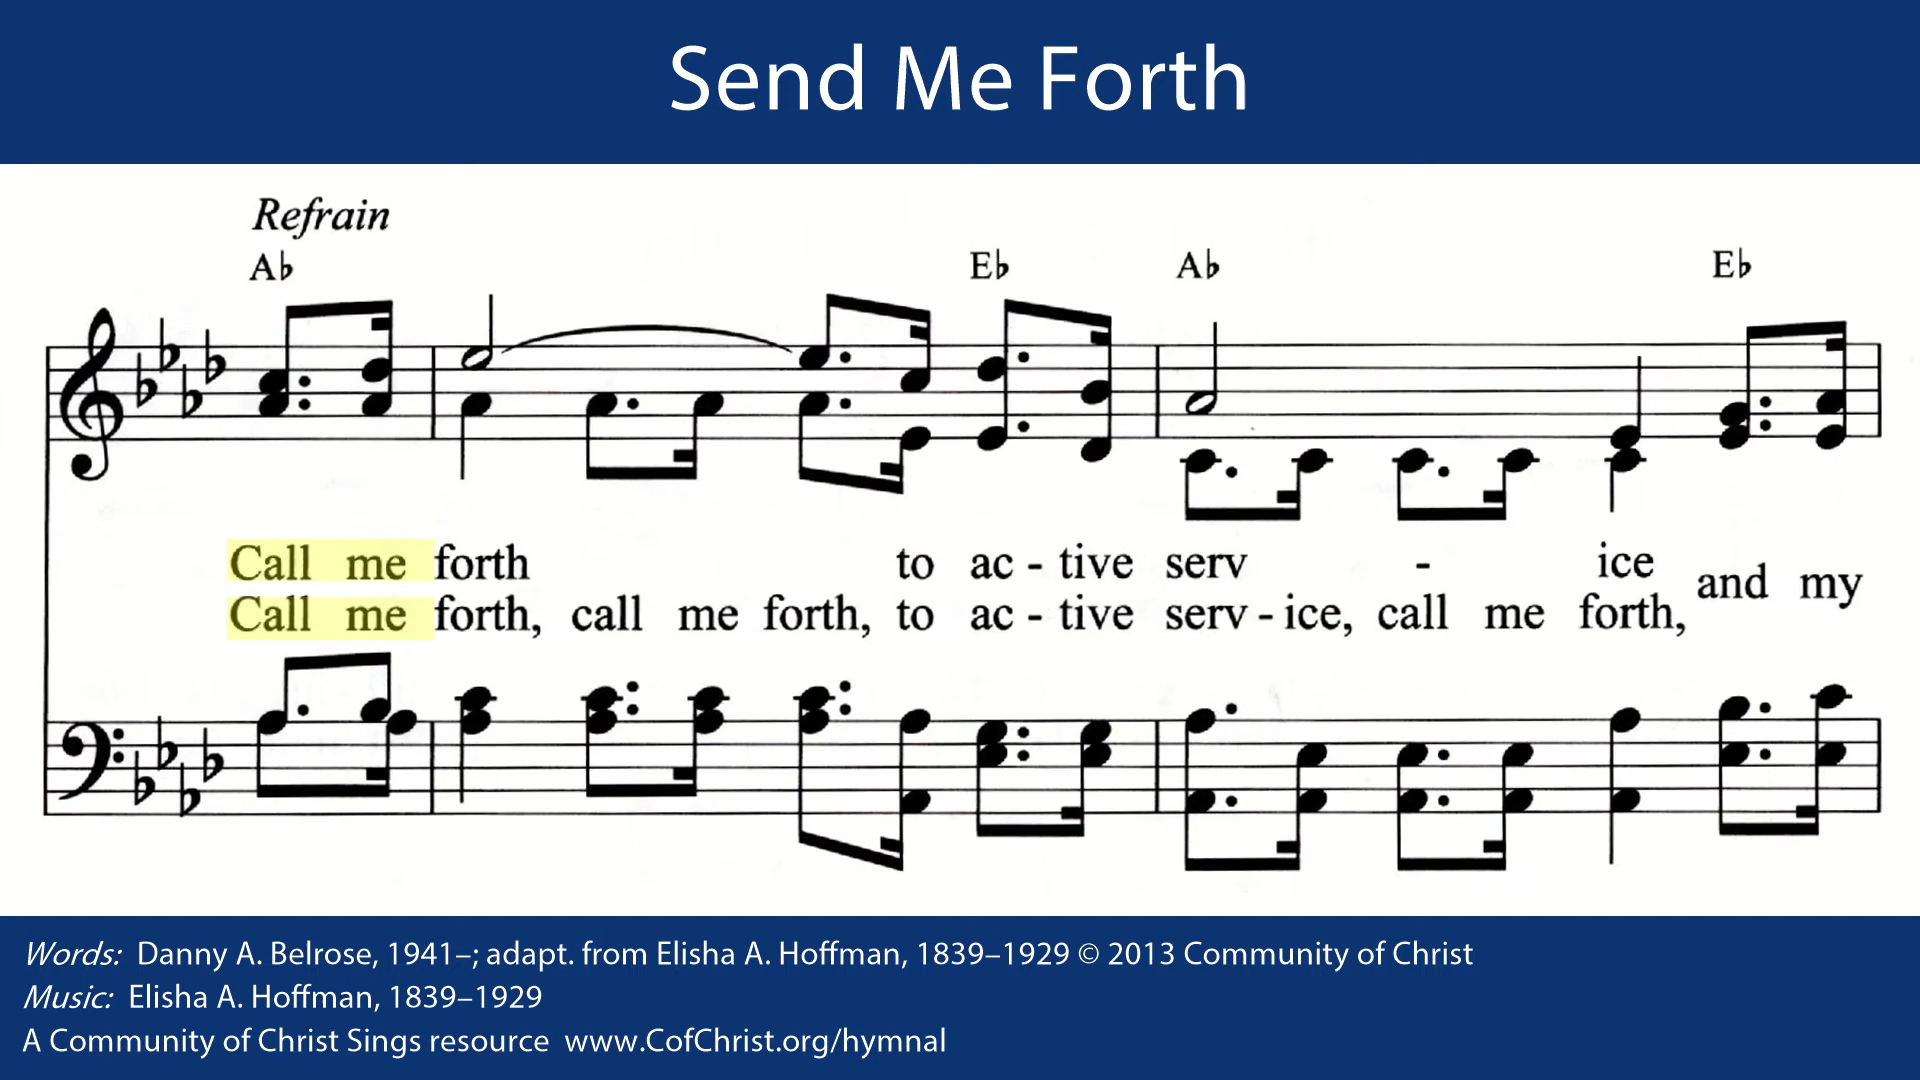 Send Me Forth
Refrain
A♭ E♭ A♭ E♭
Call me forth to ac - tive serv - ice and my
Call me forth, call me forth, to ac - tive serv - ice, call me forth,
Words: Danny A. Belrose, 1941–; adapt. from Elisha A. Hoffman, 1839–1929 © 2013 Community of Christ
Music: Elisha A. Hoffman, 1839–1929
A Community of Christ Sings resource www.CofChrist.org/hymnal